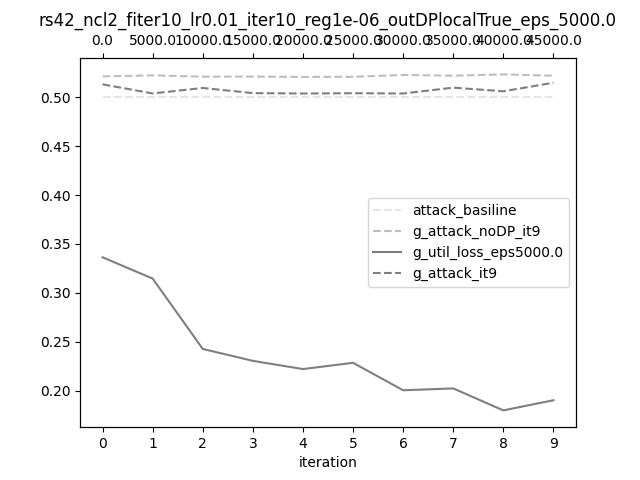 rs42_ncl2_fiter10_lr0.01_iter10_reg1e-06_outDPlocalTrue_eps_5000.0
0.0 5000.0 10000.0 15000.0 20000.0 25000.0 30000.0 35000.0 40000.0 45000.0
0.50
0.45
0.40
0.35
0.30
0.25
0.20
attack_basiline
g_attack_noDP_it9
g_util_loss_eps5000.0
g_attack_it9
0 1 2 3 4 5 6 7 8 9
iteration